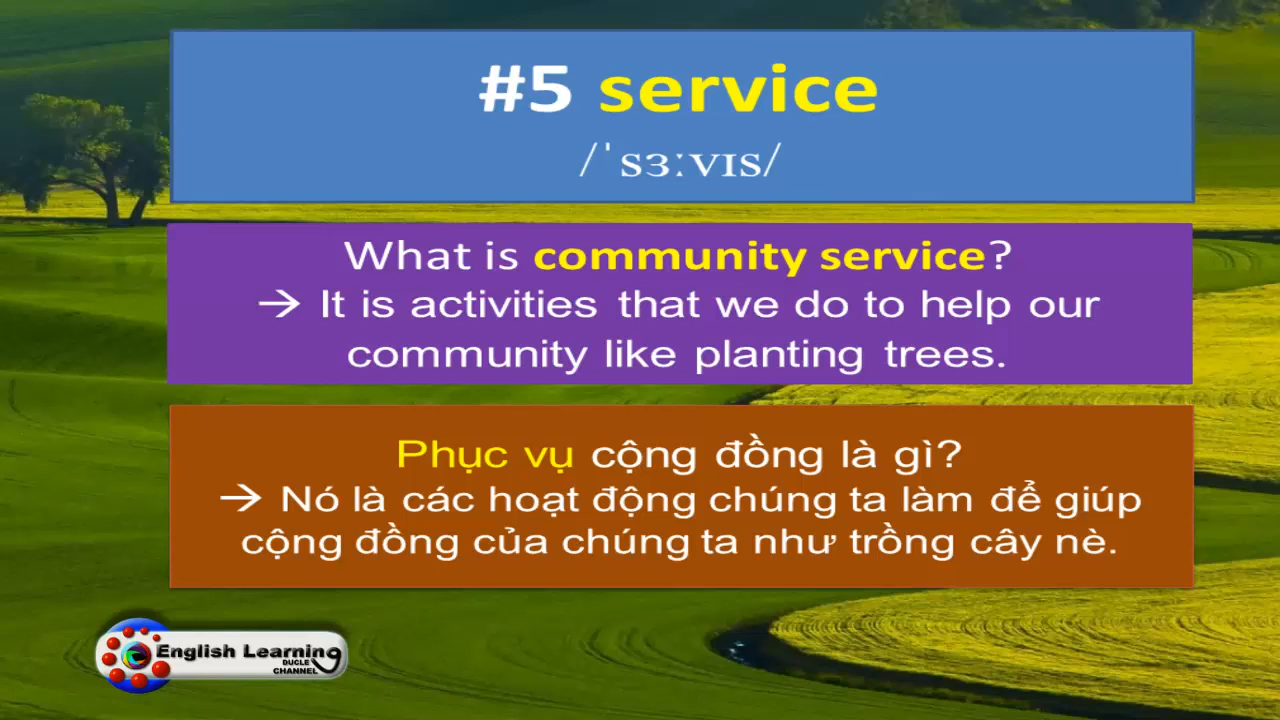 #5 service
/ˈsɜːvɪs/
What is community service?
→ It is activities that we do to help our
community like planting trees.
Phục vụ cộng đồng là gì?
→ Nó là các hoạt động chúng ta làm để giúp
cộng đồng của chúng ta như trồng cây nè.
English Learning
DUCLE
CHANNEL